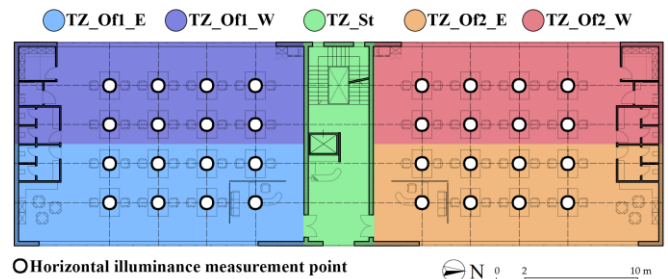 TZ_Of1_E TZ_Of1_W TZ_St TZ_Of2_E TZ_Of2_W
Horizontal illuminance measurement point N 0 2 10 m